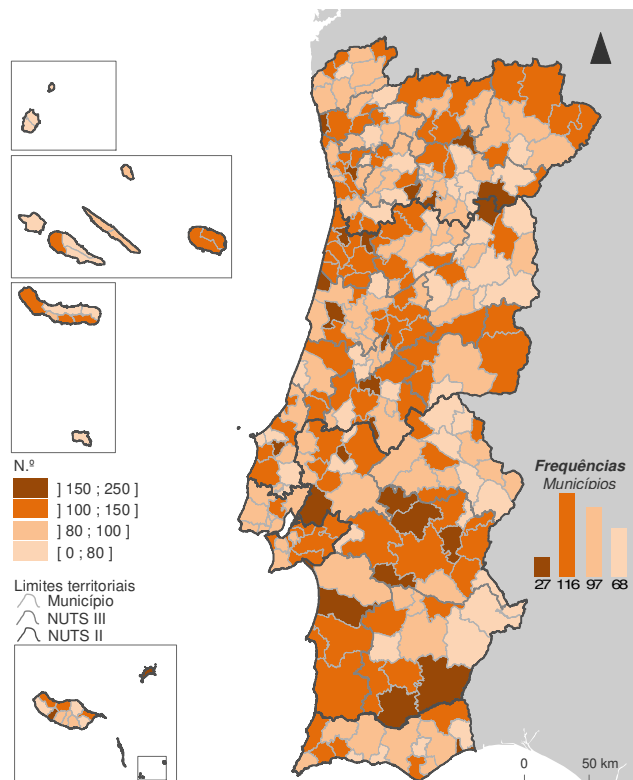 N.º
] 150 ; 250 ]
] 100 ; 150 ]
] 80 ; 100 ]
[ 0 ; 80 ]
Limites territoriais
Município
NUTS III
NUTS II
Frequências
Municípios
27 116 97 68
0 50 km